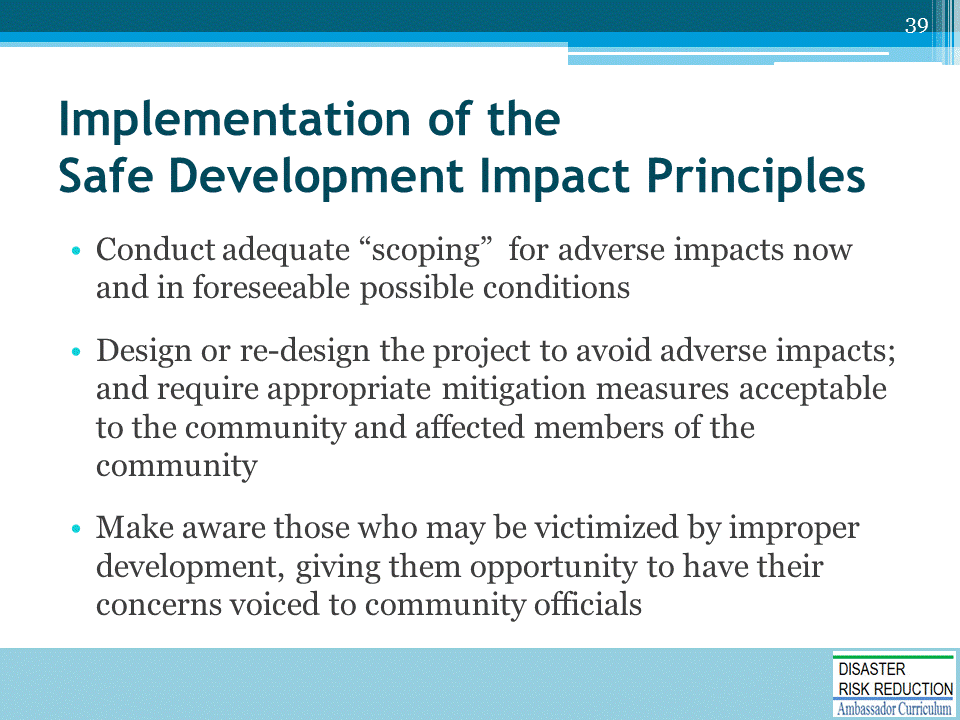 39
Implementation of the
Safe Development Impact Principles
• Conduct adequate “scoping”  for adverse impacts now
and in foreseeable possible conditions
• Design or re-design the project to avoid adverse impacts;
and require appropriate mitigation measures acceptable
to the community and affected members of the
community
• Make aware those who may be victimized by improper
development, giving them opportunity to have their
concerns voiced to community officials
DISASTER
RISK REDUCTION
Ambassador Curriculum